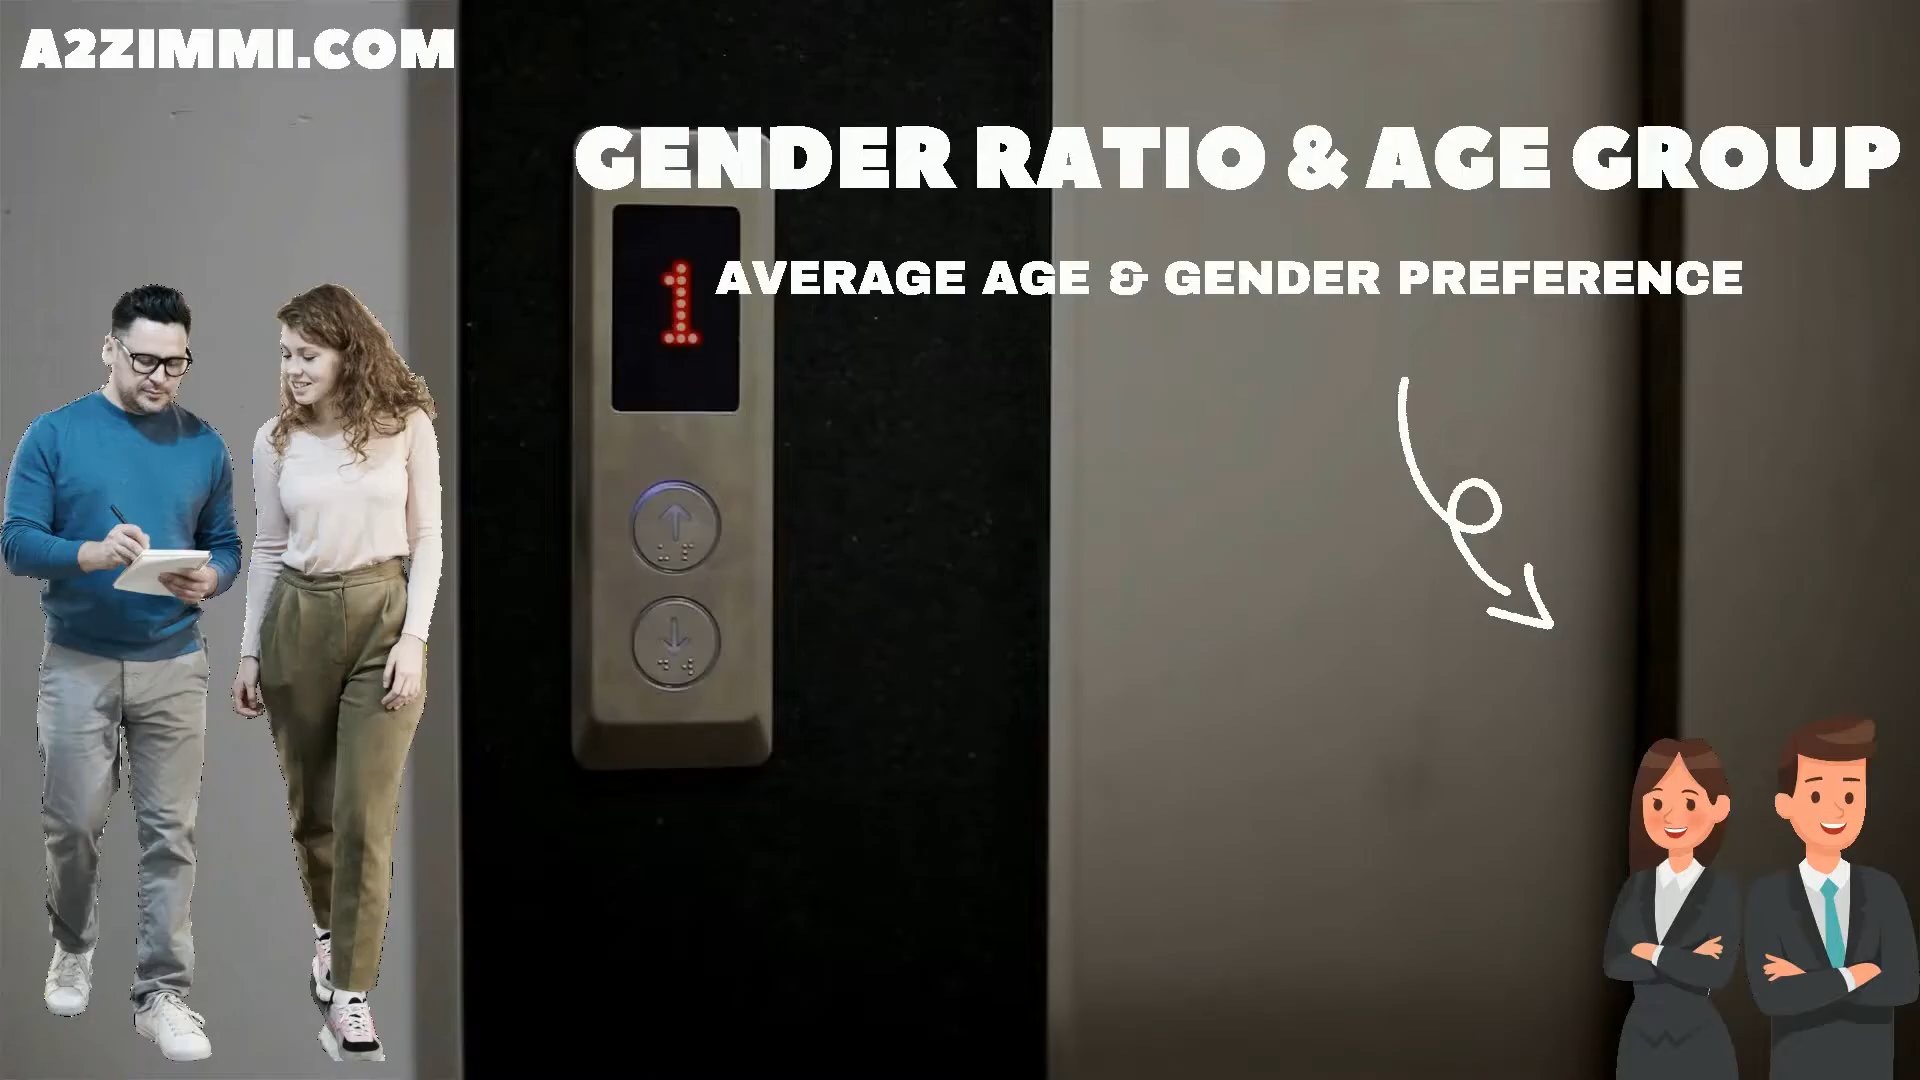 A2ZIMMI.COM
GENDER RATIO & AGE GROUP
AVERAGE AGE & GENDER PREFERENCE
1